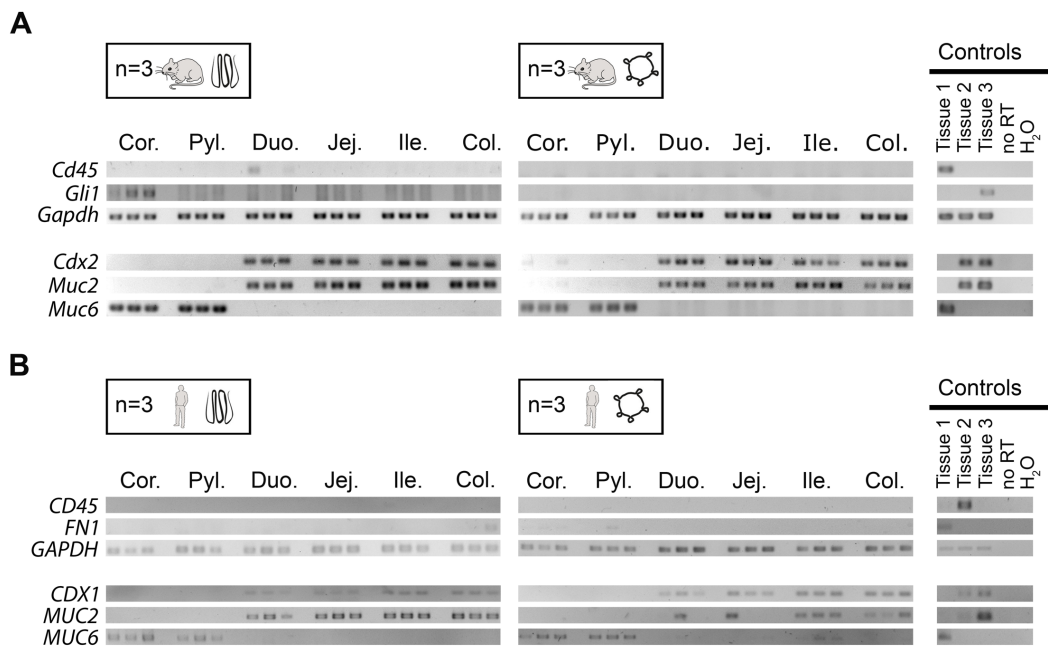 A
n=3
n=3
Controls
Tissue 1
Tissue 2
Tissue 3
no RT
H2O
Cor. Pyl. Duo. Jej. Ile. Col.
Cor. Pyl. Duo. Jej. Ile. Col.
Cd45
Gli1
Gapdh
Cdx2
Muc2
Muc6
B
n=3
n=3
Controls
Tissue 1
Tissue 2
Tissue 3
no RT
H2O
Cor. Pyl. Duo. Jej. Ile. Col.
Cor. Pyl. Duo. Jej. Ile. Col.
CD45
FN1
GAPDH
CDX1
MUC2
MUC6